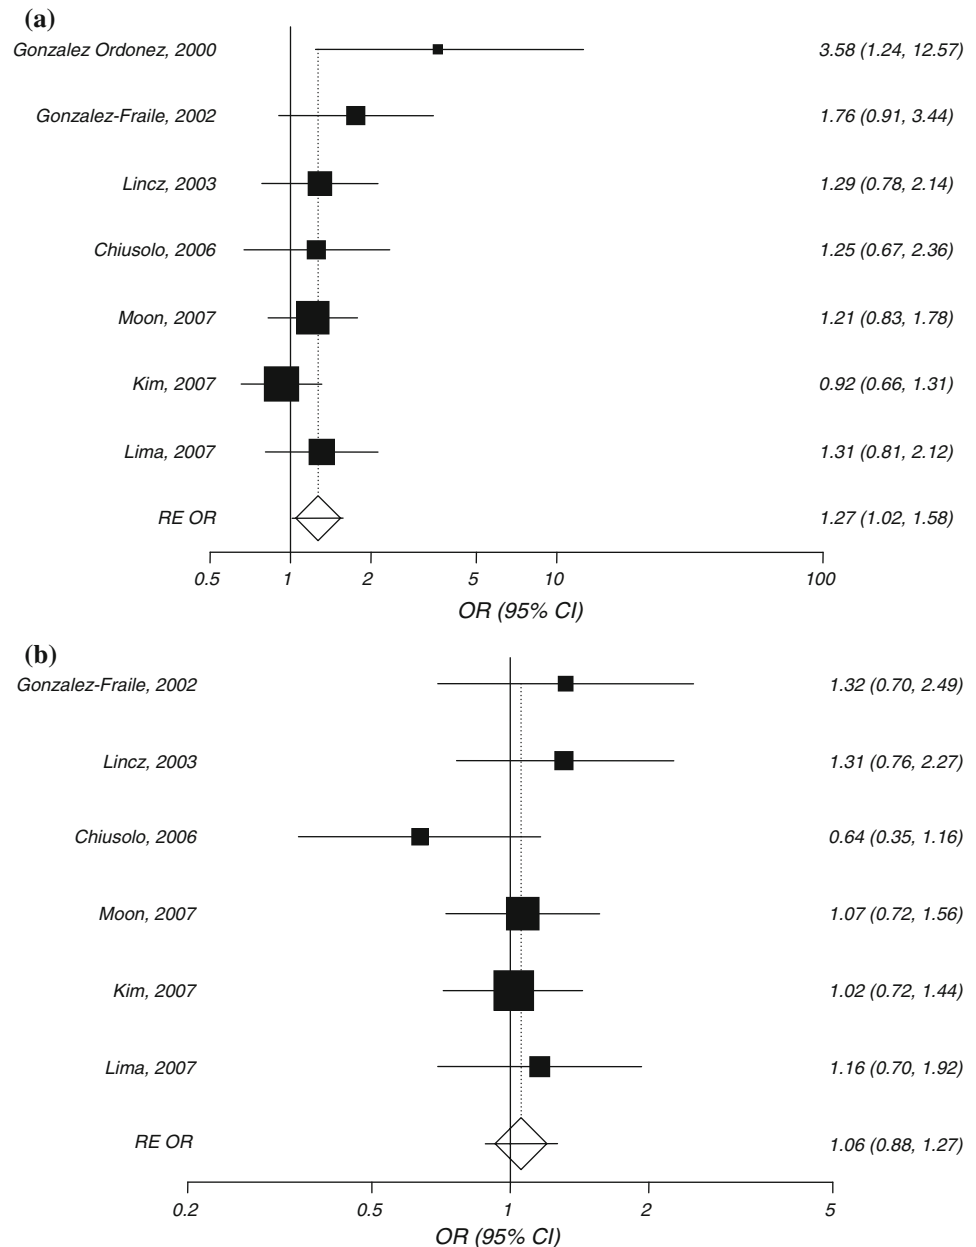 (a)
Gonzalez Ordonez, 2000 3.58 (1.24, 12.57)
Gonzalez-Fraile, 2002 1.76 (0.91, 3.44)
Lincz, 2003 1.29 (0.78, 2.14)
Chiusolo, 2006 1.25 (0.67, 2.36)
Moon, 2007 1.21 (0.83, 1.78)
Kim, 2007 0.92 (0.66, 1.31)
Lima, 2007 1.31 (0.81, 2.12)
RE OR 1.27 (1.02, 1.58)
0.5 1 2 5 10 100
OR (95% CI)
(b)
Gonzalez-Fraile, 2002 1.32 (0.70, 2.49)
Lincz, 2003 1.31 (0.76, 2.27)
Chiusolo, 2006 0.64 (0.35, 1.16)
Moon, 2007 1.07 (0.72, 1.56)
Kim, 2007 1.02 (0.72, 1.44)
Lima, 2007 1.16 (0.70, 1.92)
RE OR 1.06 (0.88, 1.27)
0.2 0.5 1 2 5
OR (95% CI)